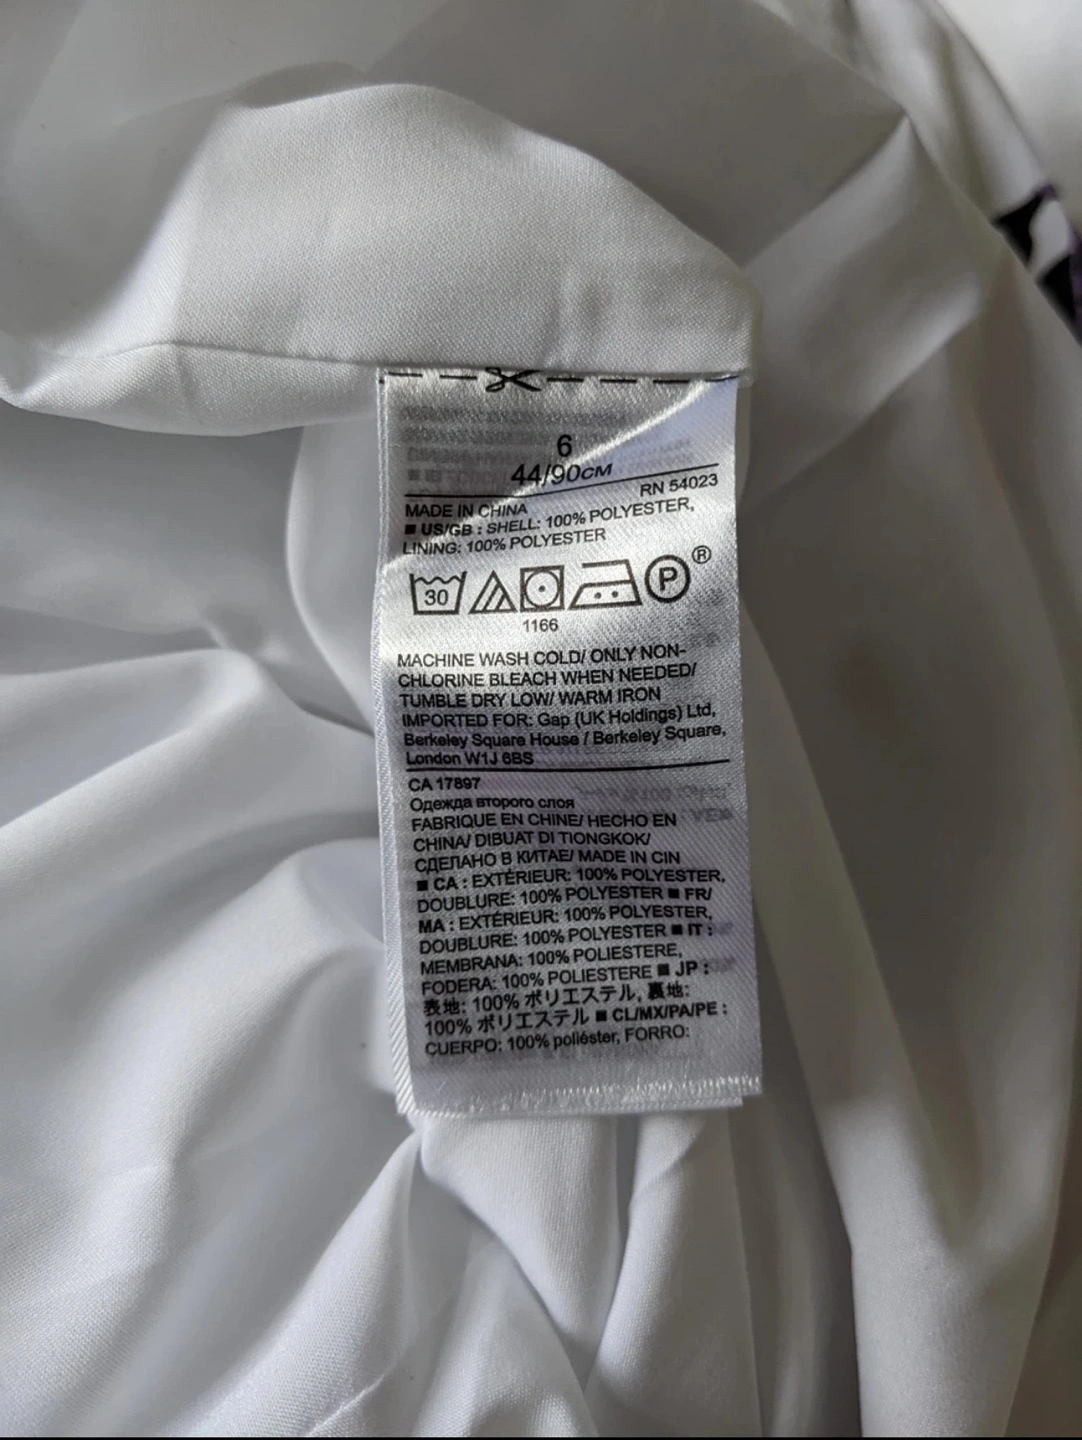 6
44/90CM
RN 54023
MADE IN CHINA
■ US/GB : SHELL: 100% POLYESTER,
LINING: 100% POLYESTER
30 P ®
1166
MACHINE WASH COLD/ ONLY NON-
CHLORINE BLEACH WHEN NEEDED/
TUMBLE DRY LOW/ WARM IRON
IMPORTED FOR: Gap (UK Holdings) Ltd,
Berkeley Square House / Berkeley Square,
London W1J 6BS
CA 17897
Одежда второго слоя
FABRIQUE EN CHINE/ HECHO EN
CHINA/ DIBUAT DI TIONGKOK/
СДЕЛАНО В КИТАЕ/ MADE IN CIN
■ CA : EXTÉRIEUR: 100% POLYESTER,
DOUBLURE: 100% POLYESTER ■ FR/
MA : EXTÉRIEUR: 100% POLYESTER,
DOUBLURE: 100% POLYESTER ■ IT :
MEMBRANA: 100% POLIESTERE,
FODERA: 100% POLIESTERE ■ JP :
表地: 100% ポリエステル, 裏地:
100% ポリエステル ■ CL/MX/PA/PE :
CUERPO: 100% poliéster, FORRO: